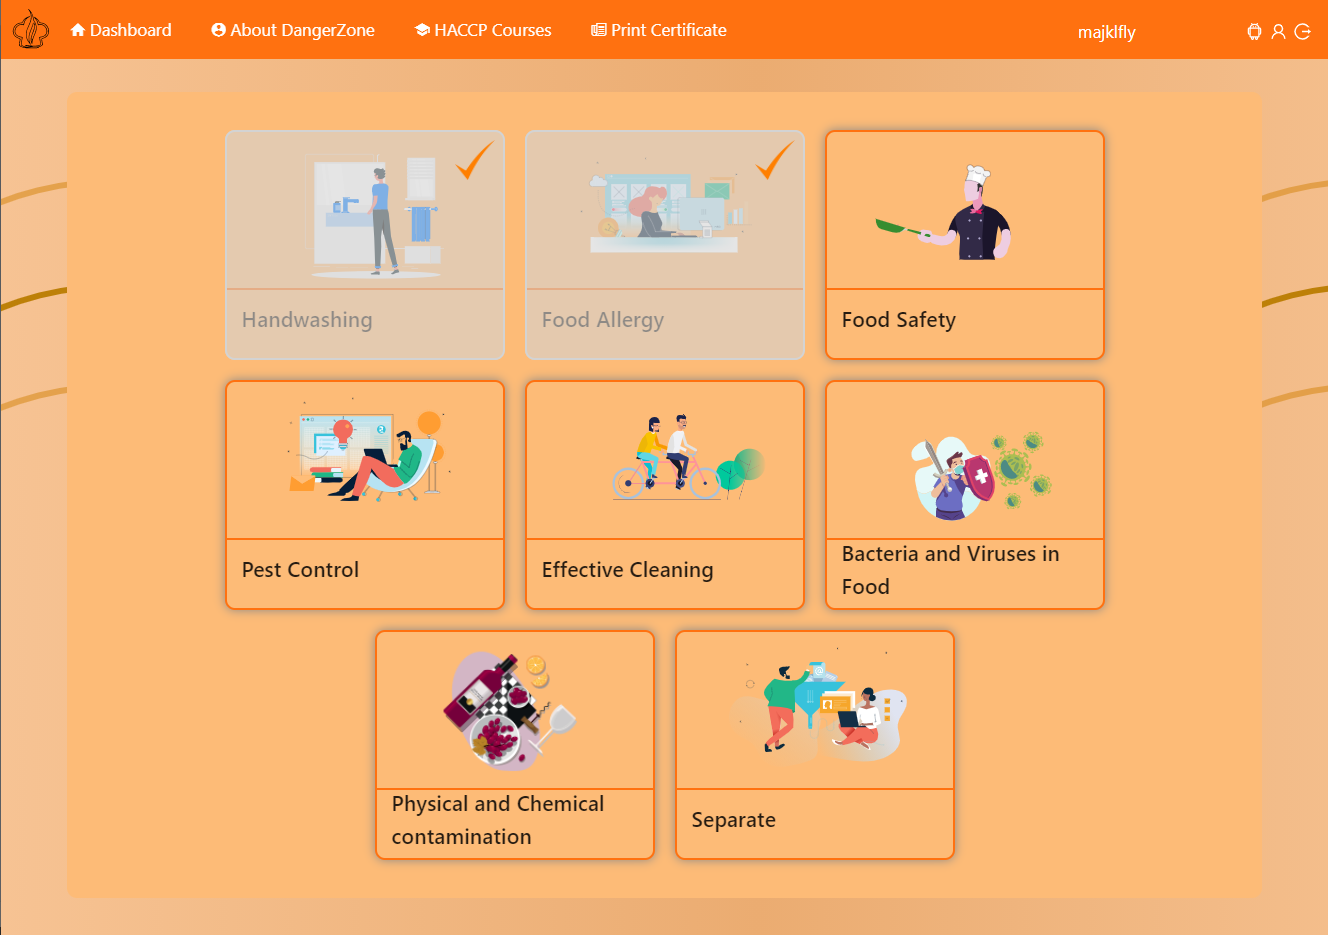 Dashboard
About DangerZone
HACCP Courses
Print Certificate
majklfly
Handwashing
Food Allergy
Food Safety
Pest Control
Effective Cleaning
Bacteria and Viruses in
Food
Physical and Chemical
contamination
Separate